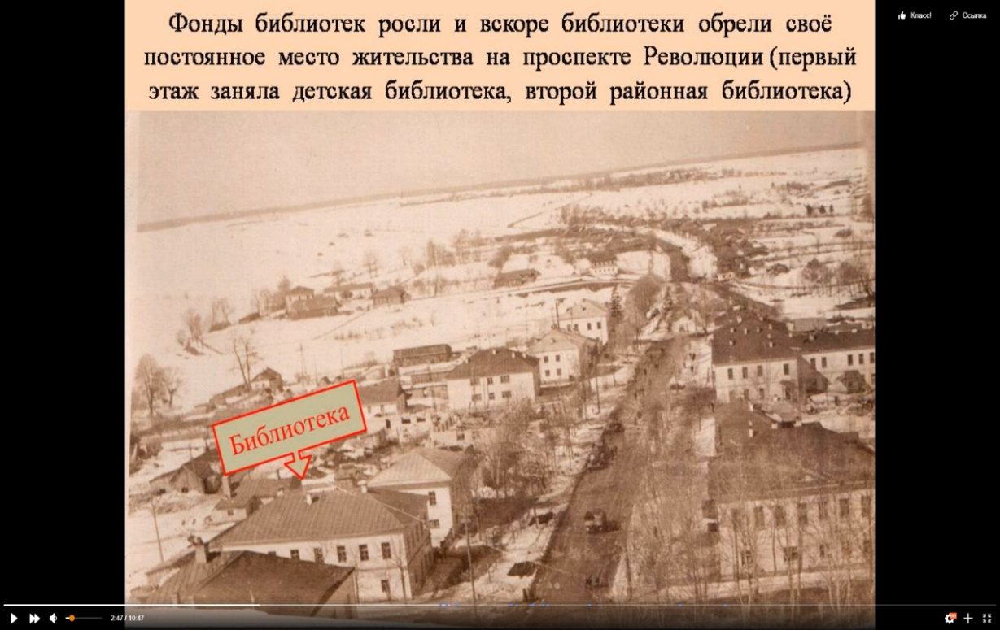 Фонды библиотек росли и вскоре библиотеки обрели своё
постоянное место жительства на проспекте Революции (первый
этаж заняла детская библиотека, второй районная библиотека)
Класс!
Ссылка
Библиотека
2:47 / 10:47